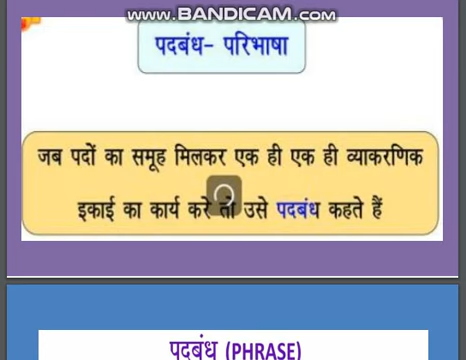 www.BANDICAM.com
पदबंध- परिभाषा
जब पदों का समूह मिलकर एक ही एक ही व्याकरणिक
इकाई का कार्य करे तो उसे पदबंध कहते हैं
पदबंध (PHRASE)